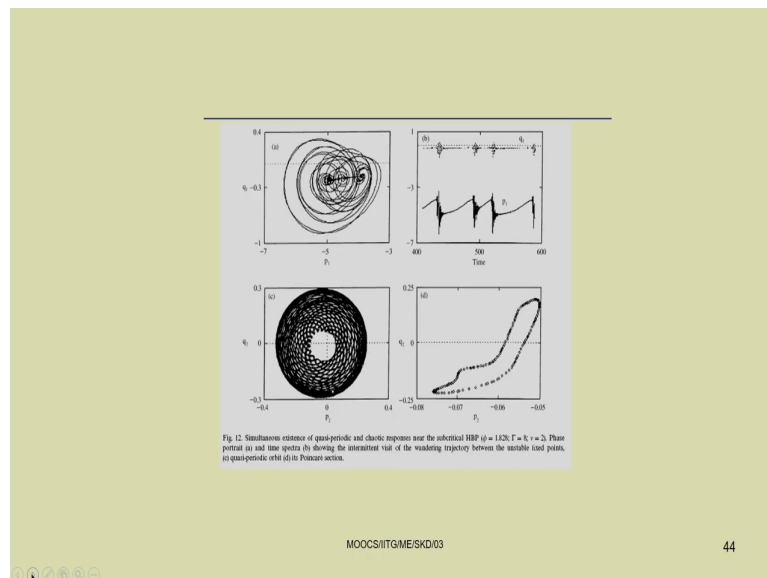 0.4
(a)
q₁ −0.3
−1
−7 −5 −3
p₁
1
(b)
q₁
−3
p₁
−7
400 500 600
Time
0.3
(c)
q₂ 0
−0.3
−0.4 0 0.4
p₂
0.25
(d)
q₂ 0
−0.25
−0.08 −0.07 −0.06 −0.05
p₂
Fig. 12. Simultaneous existence of quasi-periodic and chaotic responses near the subcritical HBP (ϕ = 1.828; Γ = 8; ν = 2). Phase
portrait (a) and time spectra (b) showing the intermittent visit of the wandering trajectory between the unstable fixed points,
(c) quasi-periodic orbit (d) its Poincaré section.
MOOCS/IITG/ME/SKD/03
44